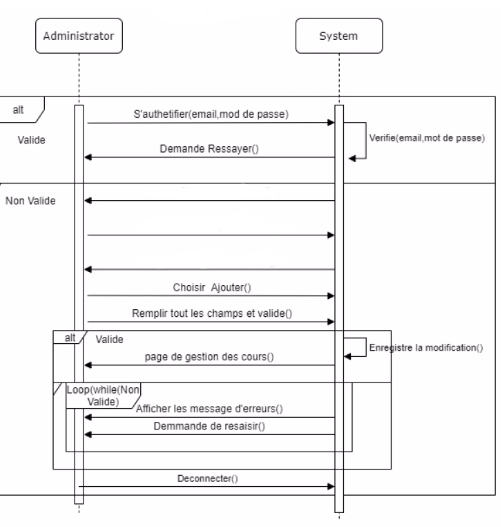 Administrator
System
alt
S'authetifier(email,mod de passe)
Valide
Verifie(email,mot de passe)
Demande Ressayer()
Non Valide
Choisir Ajouter()
Remplir tout les champs et valide()
alt
Valide
Enregistre la modification()
page de gestion des cours()
Loop(while(Non
Valide)
Afficher les message d'erreurs()
Demmande de resaisir()
Deconnecter()